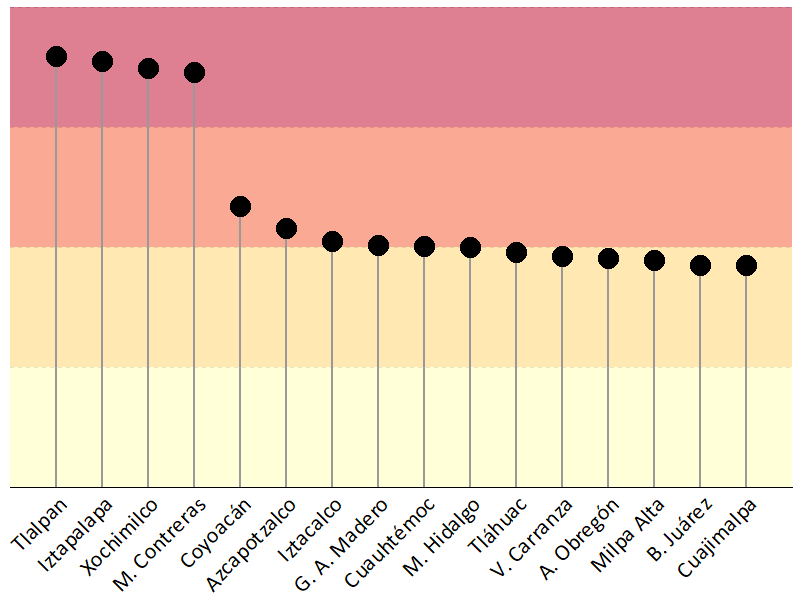 Tlalpan
Iztapalapa
Xochimilco
M. Contreras
Coyoacán
Azcapotzalco
Iztacalco
G. A. Madero
Cuauhtémoc
M. Hidalgo
Tláhuac
V. Carranza
A. Obregón
Milpa Alta
B. Juárez
Cuajimalpa